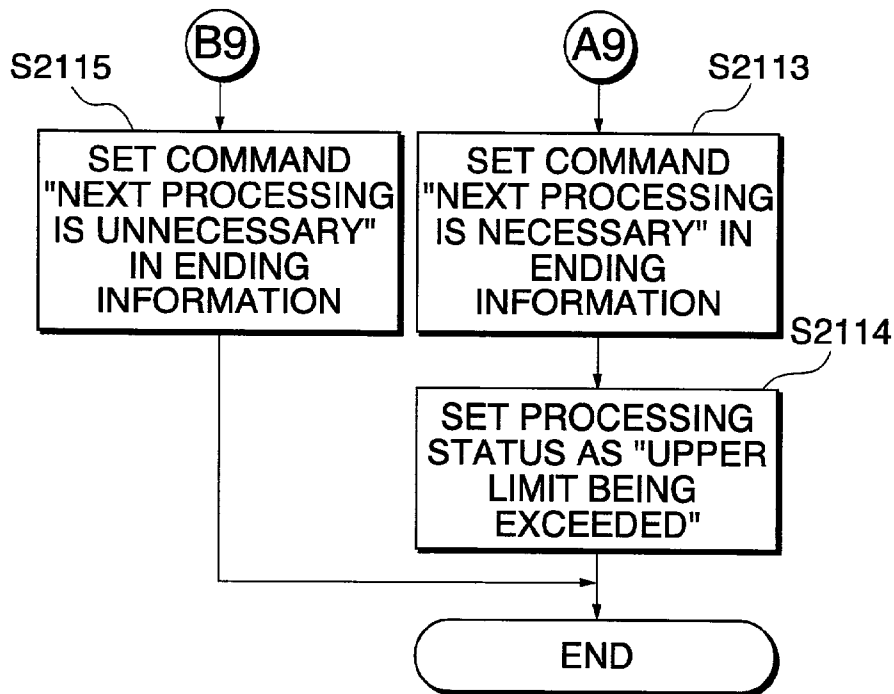 B9
A9
S2115
S2113
SET COMMAND
"NEXT PROCESSING
IS UNNECESSARY"
IN ENDING
INFORMATION
SET COMMAND
"NEXT PROCESSING
IS NECESSARY" IN
ENDING
INFORMATION
S2114
SET PROCESSING
STATUS AS "UPPER
LIMIT BEING
EXCEEDED"
END